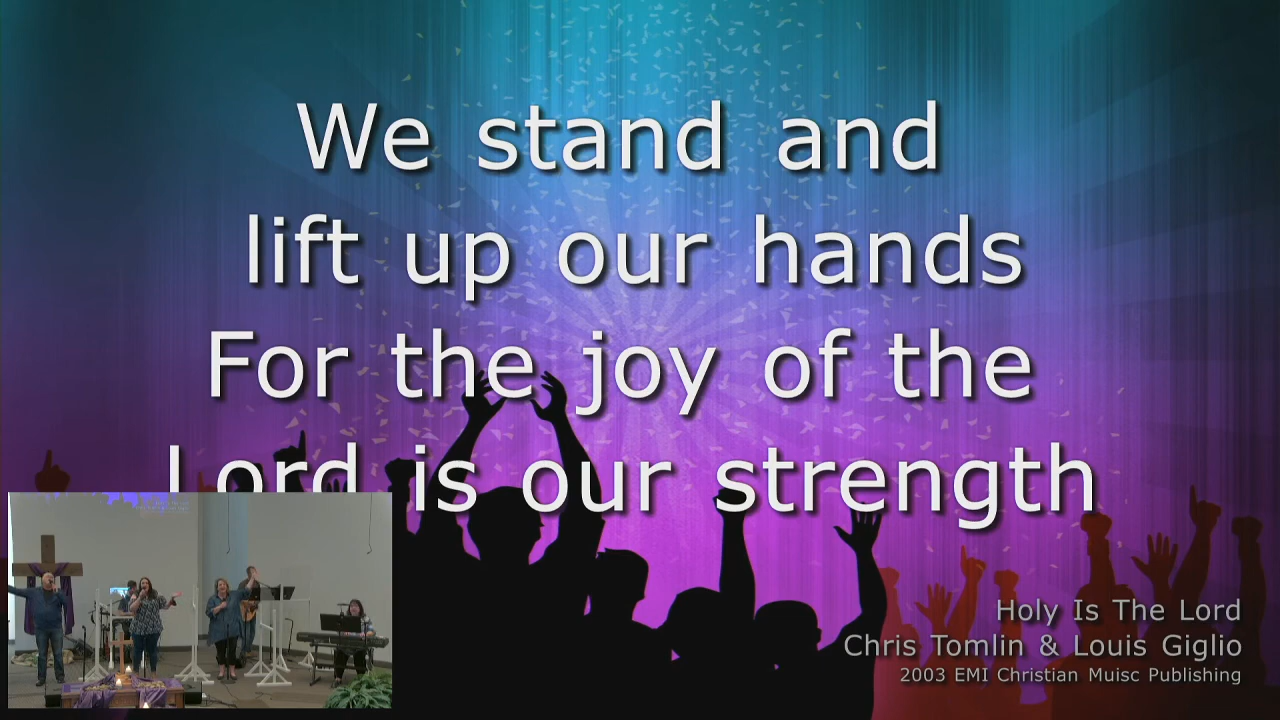 We stand and
lift up our hands
For the joy of the
Lord is our strength
Holy Is The Lord
Chris Tomlin & Louis Giglio
2003 EMI Christian Muisc Publishing